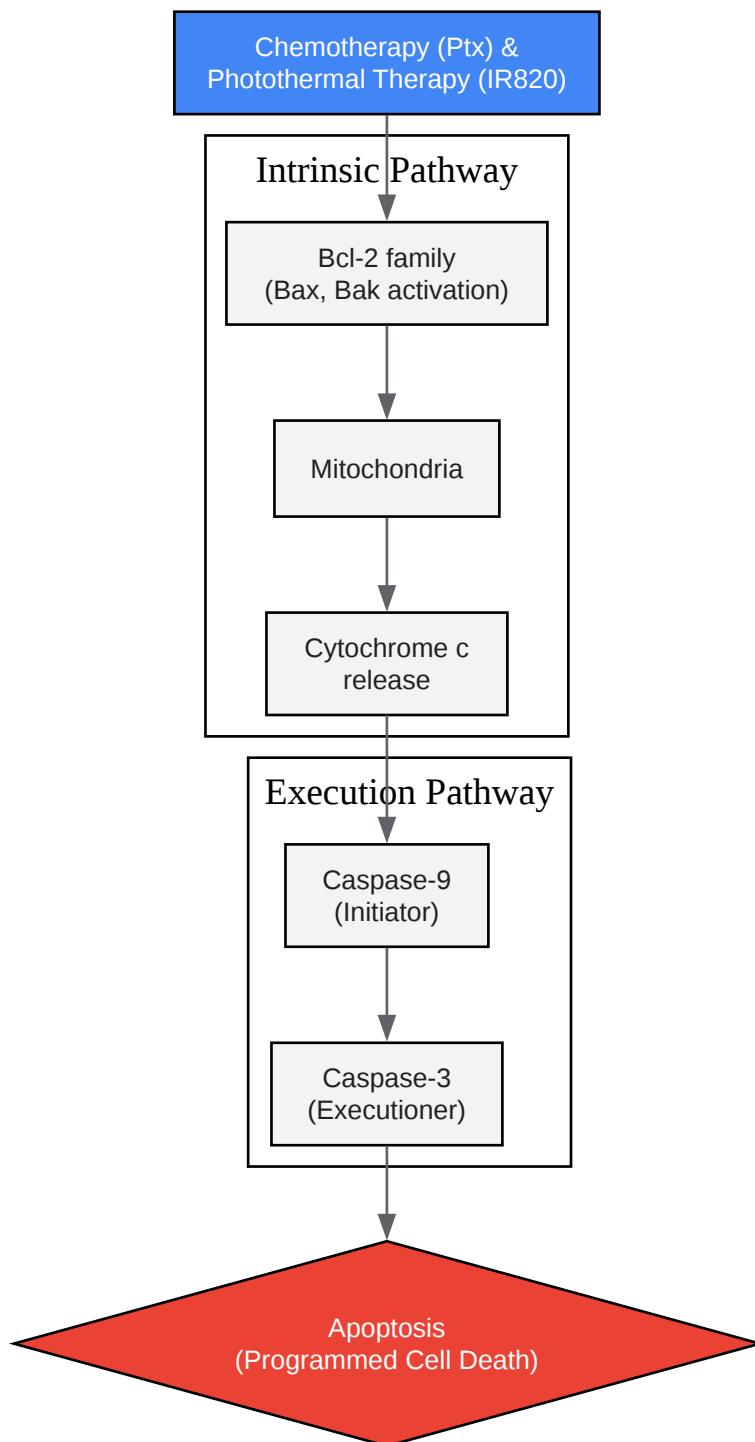 Chemotherapy (Ptx) &
Photothermal Therapy (IR820)
Intrinsic Pathway
Bcl-2 family
(Bax, Bak activation)
Mitochondria
Cytochrome c
release
Execution Pathway
Caspase-9
(Initiator)
Caspase-3
(Executioner)
Apoptosis
(Programmed Cell Death)